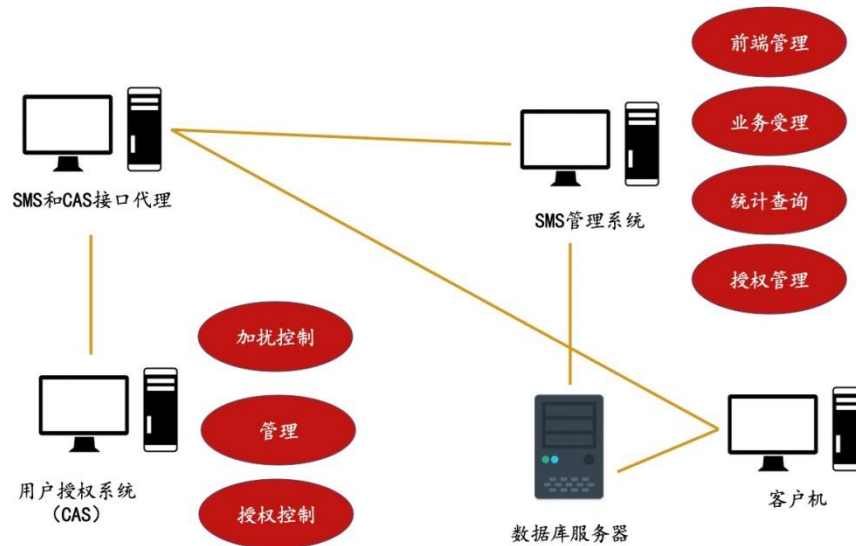 前端管理
业务受理
SMS和CAS接口代理
SMS管理系统
统计查询
授权管理
加扰控制
管理
用户授权系统
（CAS）
授权控制
数据库服务器
客户机